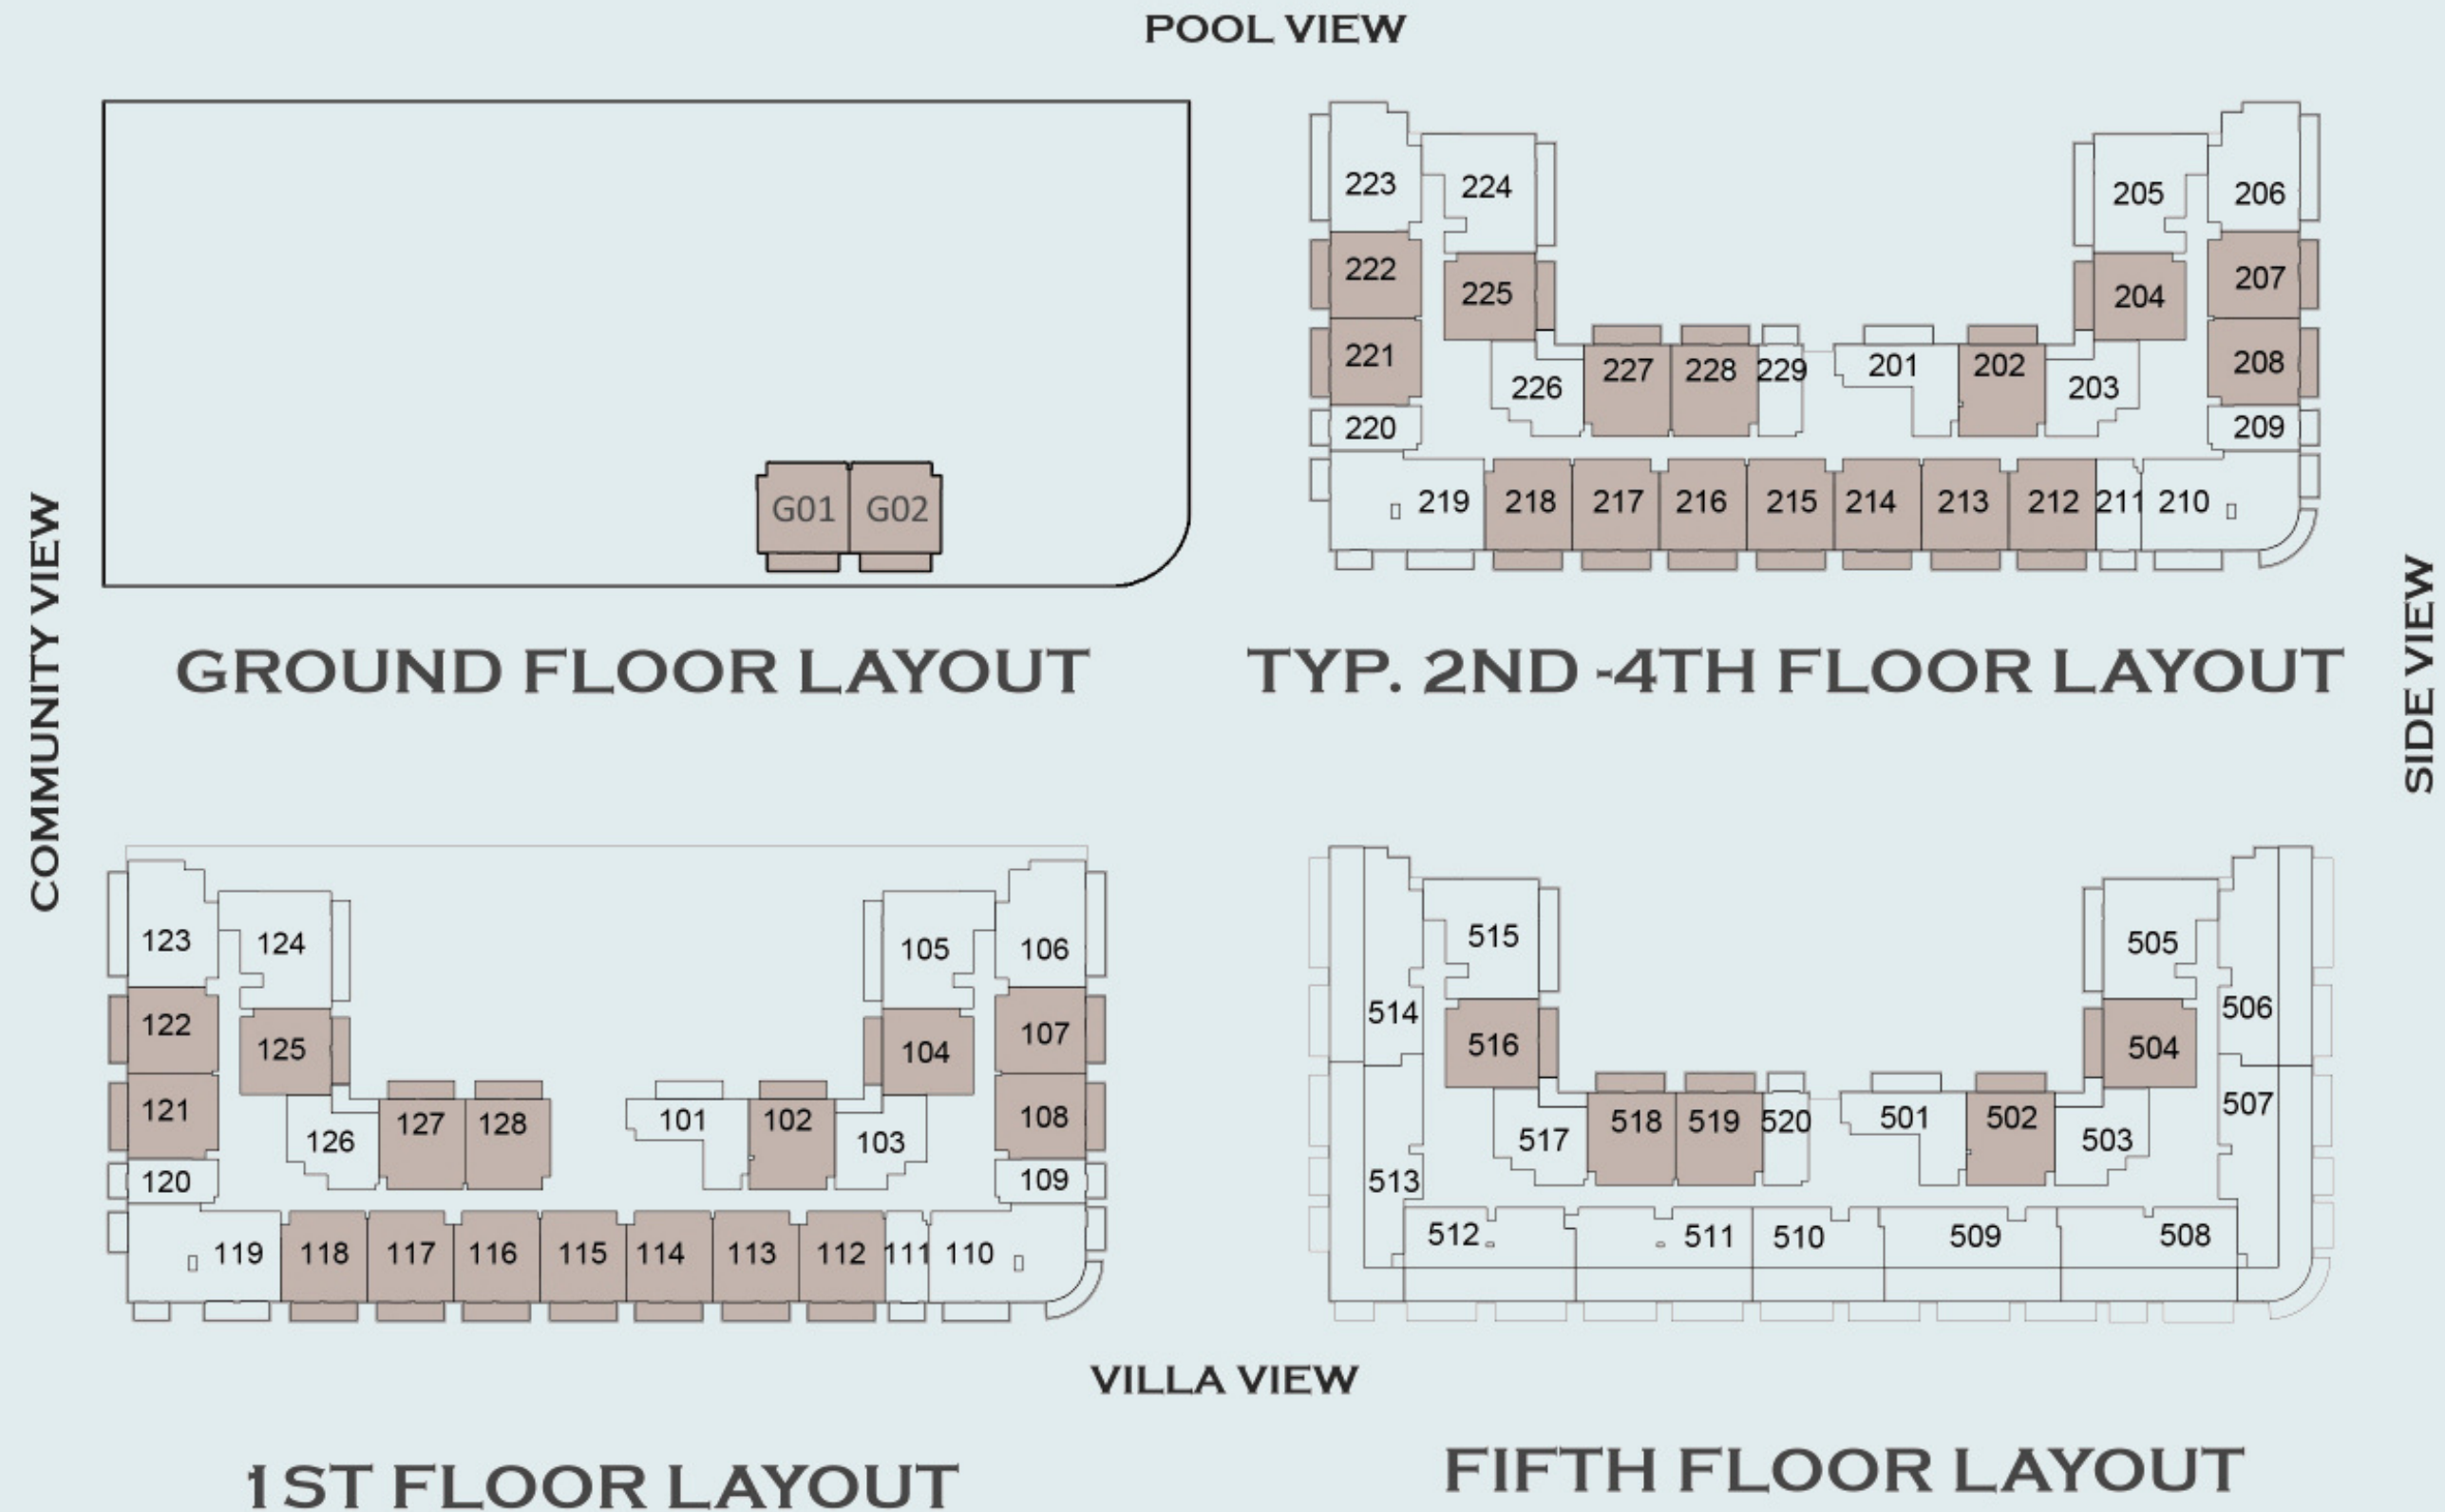 POOL VIEW
COMMUNITY VIEW
SIDE VIEW
G01 G02
GROUND FLOOR LAYOUT
223 224 205 206
222 225 204 207
221 227 228 229 201 202 208
226 203
220 209
219 218 217 216 215 214 213 212 211 210
TYP. 2ND -4TH FLOOR LAYOUT
123 124 105 106
122 125 104 107
121 127 128 101 102 108
126 103
120 109
119 118 117 116 115 114 113 112 111 110
1ST FLOOR LAYOUT
515 505
514 506
516 504
518 519 520 501 502 507
517 503
513
512 511 510 509 508
VILLA VIEW
FIFTH FLOOR LAYOUT